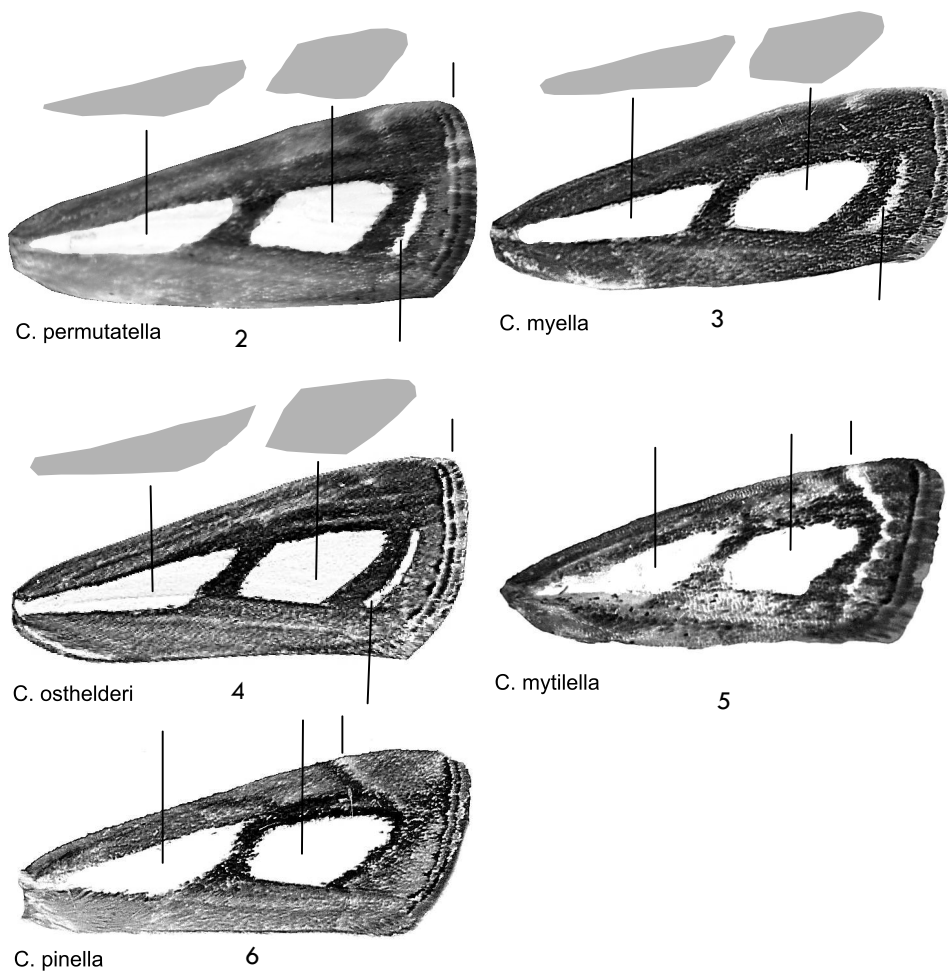 C. permutatella
2
C. myella
3
C. osthelderi
4
C. mytilella
5
C. pinella
6